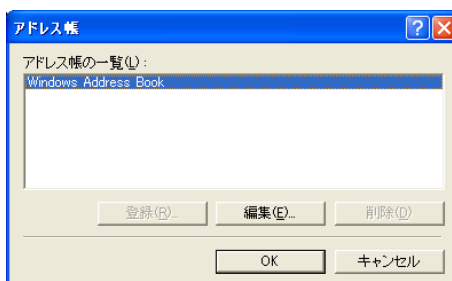 アドレス帳
アドレス帳の一覧(L):
Windows Address Book
登録(R)...
編集(E)...
削除(D)
OK
キャンセル